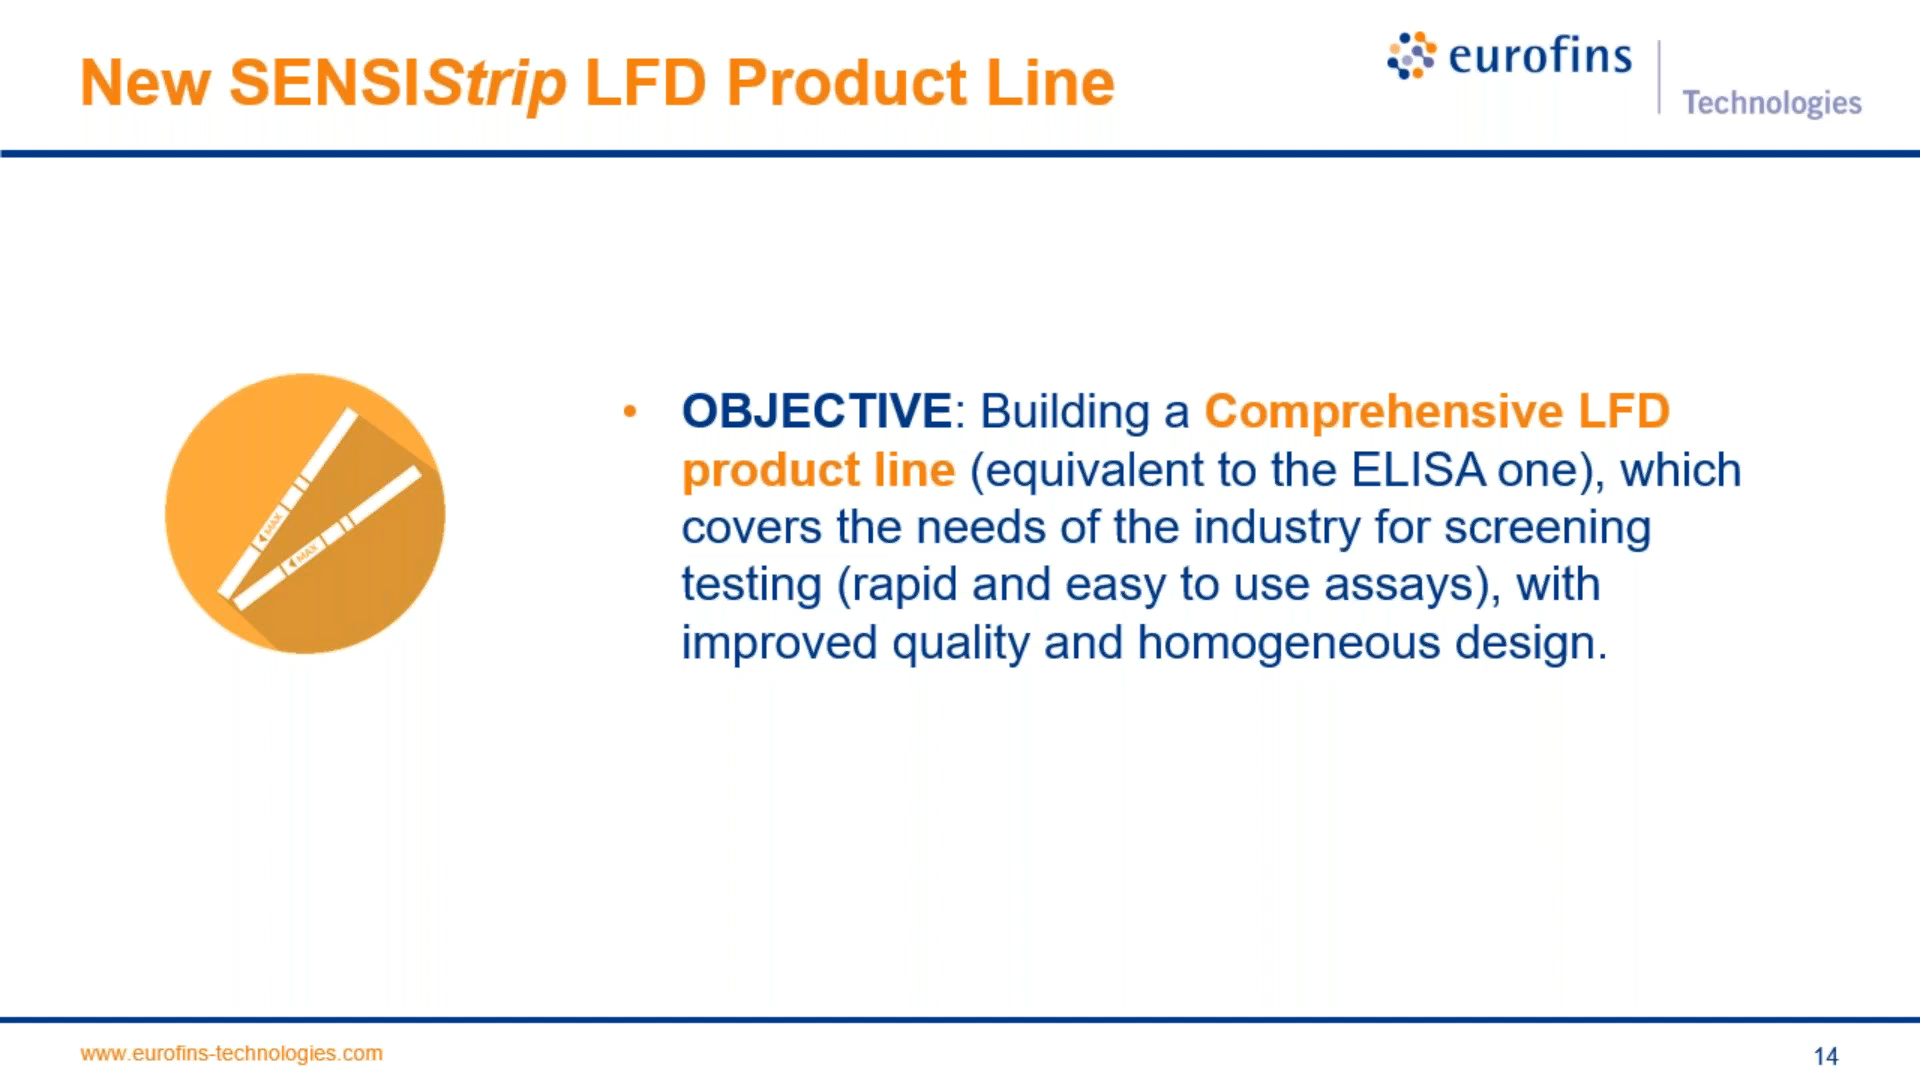 New SENSIStrip LFD Product Line
eurofins
Technologies
• OBJECTIVE: Building a Comprehensive LFD
product line (equivalent to the ELISA one), which
covers the needs of the industry for screening
testing (rapid and easy to use assays), with
improved quality and homogeneous design.
MAX
MAX
www.eurofins-technologies.com
14